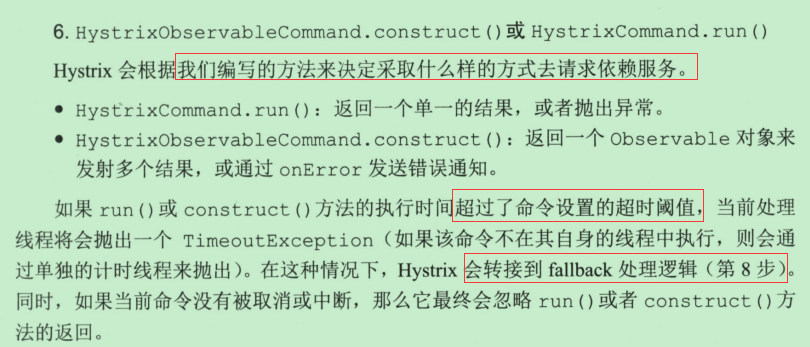 6. HystrixObservableCommand.construct()或 HystrixCommand.run()
Hystrix 会根据我们编写的方法来决定采取什么样的方式去请求依赖服务。
● HystrixCommand.run()：返回一个单一的结果，或者抛出异常。
● HystrixObservableCommand.construct()：返回一个 Observable 对象来
发射多个结果，或通过 onError 发送错误通知。
如果 run()或 construct()方法的执行时间超过了命令设置的超时阈值，当前处理
线程将会抛出一个 TimeoutException（如果该命令不在其自身的线程中执行，则会通
过单独的计时线程来抛出）。在这种情况下，Hystrix 会转接到 fallback 处理逻辑（第 8 步）。
同时，如果当前命令没有被取消或中断，那么它最终会忽略 run()或者 construct()方
法的返回。